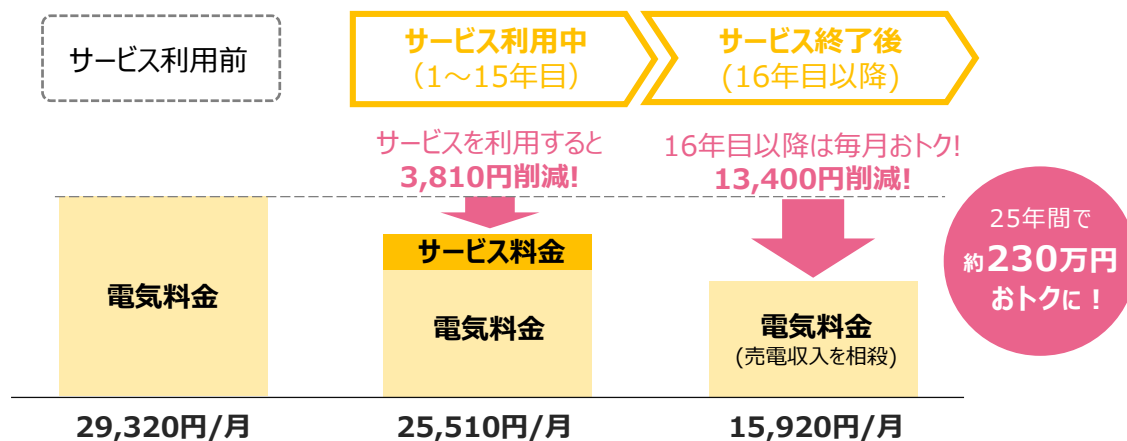 サービス利用前
サービス利用中
（1～15年目）
サービス終了後
(16年目以降)
サービスを利用すると
3,810円削減!
16年目以降は毎月おトク!
13,400円削減!
25年間で
約230万円
おトクに！
電気料金
サービス料金
電気料金
電気料金
(売電収入を相殺)
29,320円/月
25,510円/月
15,920円/月